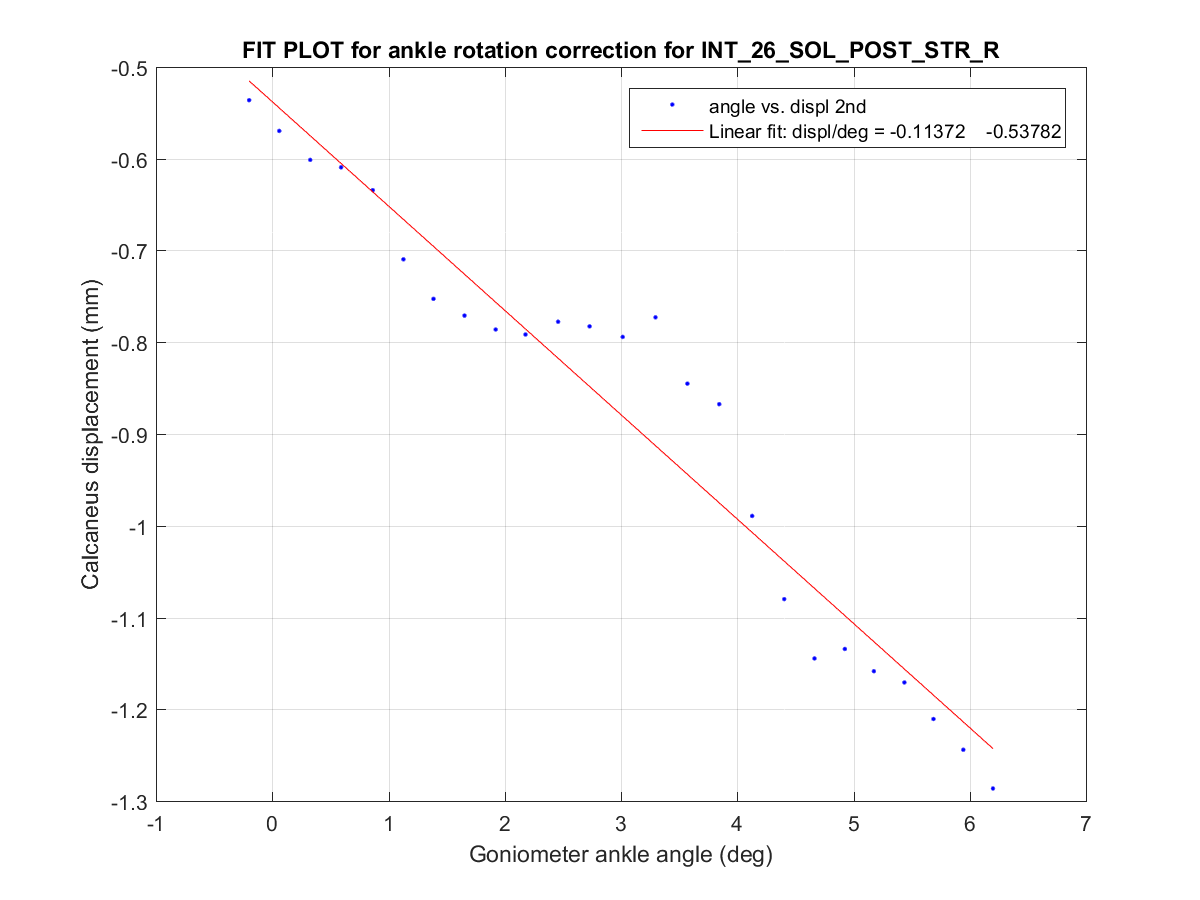 FIT PLOT for ankle rotation correction for INT_26_SOL_POST_STR_R
angle vs. displ 2nd
Linear fit: displ/deg = -0.11372 -0.53782
-0.5
-0.6
-0.7
-0.8
-0.9
-1
-1.1
-1.2
-1.3
Calcaneus displacement (mm)
-1 0 1 2 3 4 5 6 7
Goniometer ankle angle (deg)